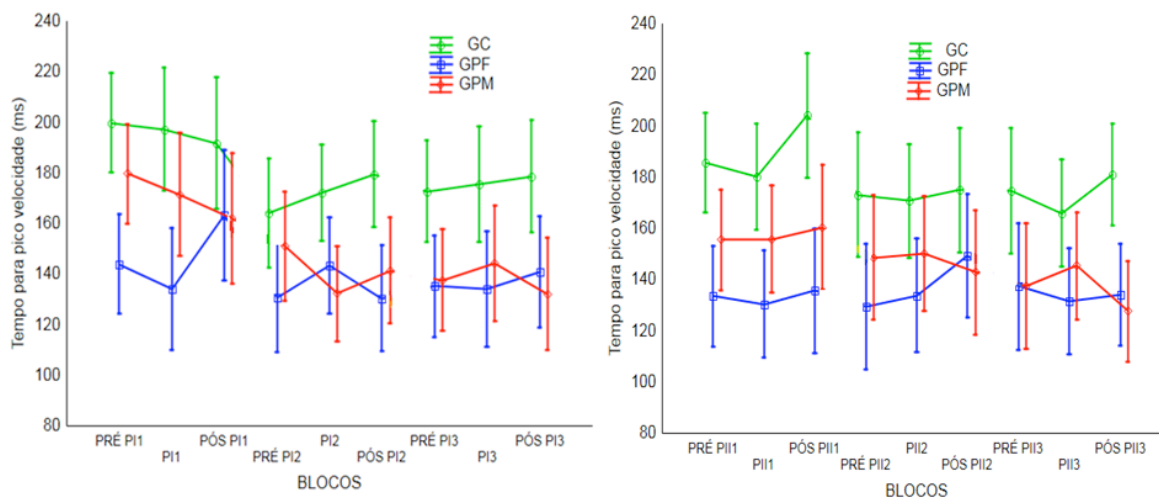 Tempo para pico velocidade (ms)
240
220
200
180
160
140
120
100
80
GC
GPF
GPM
PRÉ PI1
PI1
PÓS PI1
PRÉ PI2
PI2
PÓS PI2
PRÉ PI3
PI3
PÓS PI3
BLOCOS
Tempo para pico velocidade (ms)
240
220
200
180
160
140
120
100
80
GC
GPF
GPM
PRÉ PII1
PII1
PÓS PII1
PRÉ PII2
PII2
PÓS PII2
PRÉ PII3
PII3
PÓS PII3
BLOCOS